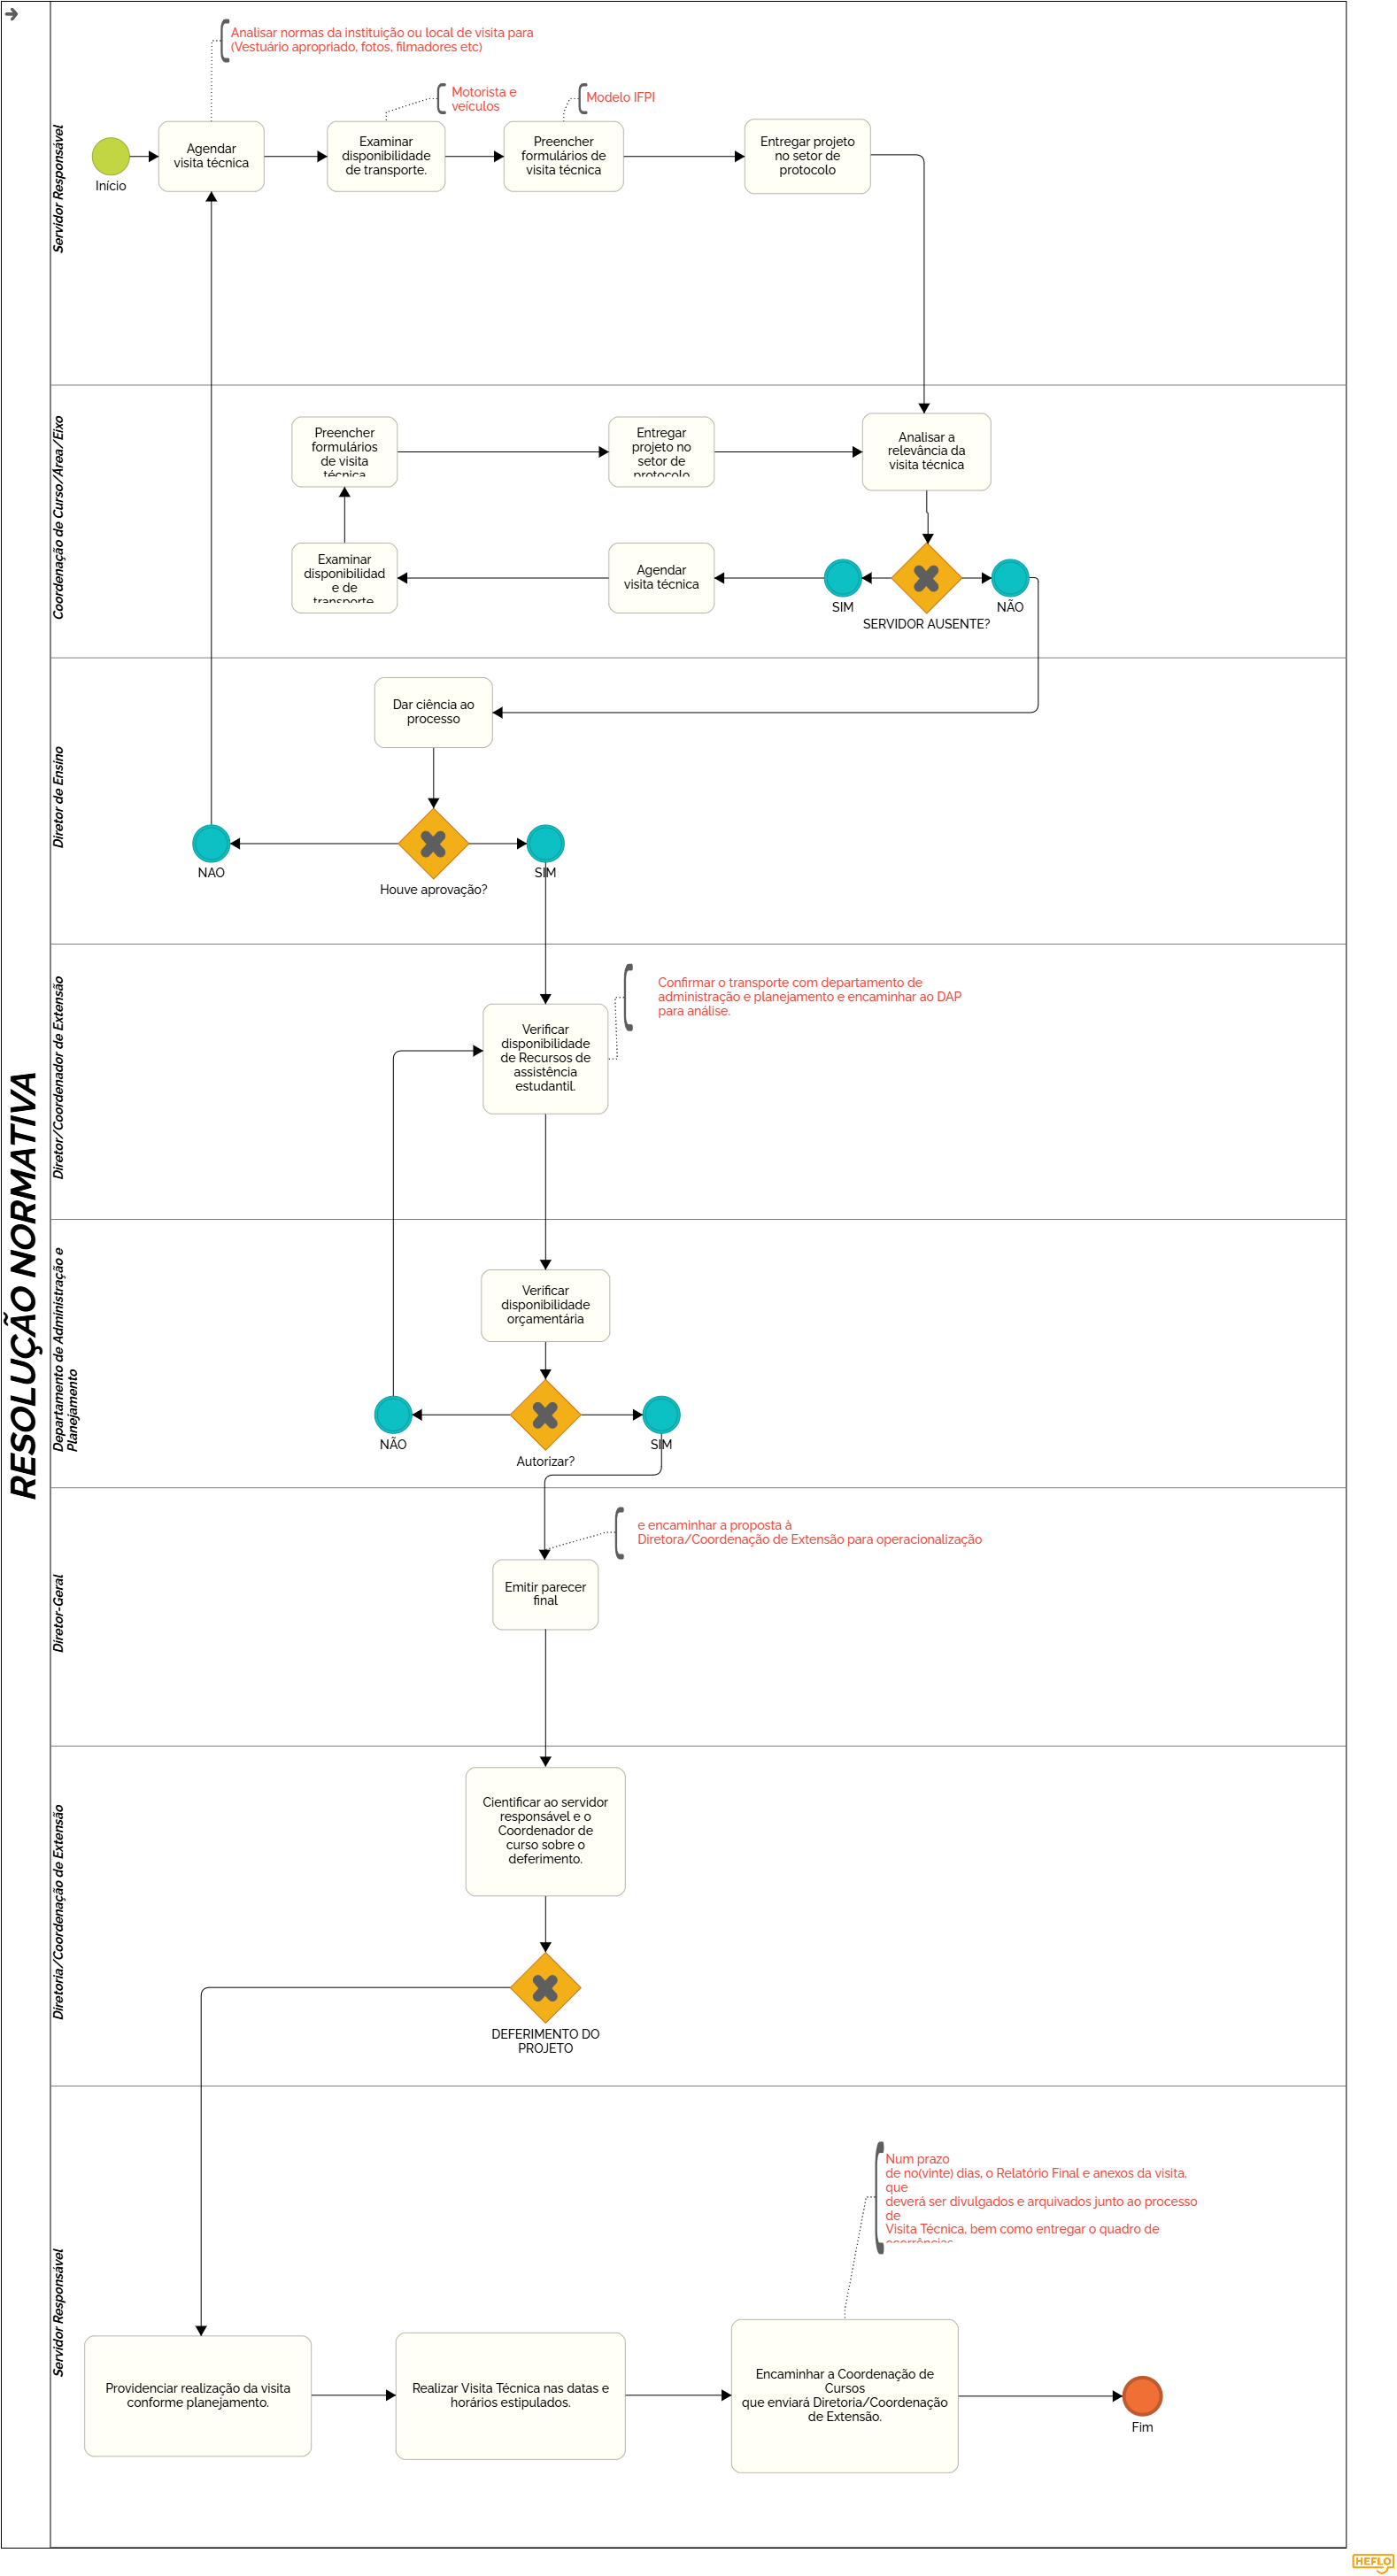 RESOLUÇÃO NORMATIVA
Servidor Responsável
Analisar normas da instituição ou local de visita para
(Vestuário apropriado, fotos, filmadores etc)
Motorista e
veículos
Modelo IFPI
Início
Agendar
visita técnica
Examinar
disponibilidade
de transporte.
Preencher
formulários de
visita técnica
Entregar projeto
no setor de
protocolo
Coordenação de Curso/Área/Eixo
Preencher
formulários
de visita
técnica
Entregar
projeto no
setor de
protocolo
Analisar a
relevância da
visita técnica
Examinar
disponibilidad
e de
transporte
Agendar
visita técnica
SIM
SERVIDOR AUSENTE?
NÃO
Diretor de Ensino
Dar ciência ao
processo
NAO
Houve aprovação?
SIM
Diretor/Coordenador de Extensão
Verificar
disponibilidade
de Recursos de
assistência
estudantil.
Confirmar o transporte com departamento de
administração e planejamento e encaminhar ao DAP
para análise.
Departamento de Administração e
Planejamento
Verificar
disponibilidade
orçamentária
NÃO
Autorizar?
SIM
Diretor-Geral
e encaminhar a proposta à
Diretora/Coordenação de Extensão para operacionalização
Emitir parecer
final
Diretoria/Coordenação de Extensão
Cientificar ao servidor
responsável e o
Coordenador de
curso sobre o
deferimento.
DEFERIMENTO DO
PROJETO
Servidor Responsável
Num prazo
de no(vinte) dias, o Relatório Final e anexos da visita,
que
deverá ser divulgados e arquivados junto ao processo
de
Visita Técnica, bem como entregar o quadro de
ocorrências
Providenciar realização da visita
conforme planejamento.
Realizar Visita Técnica nas datas e
horários estipulados.
Encaminhar a Coordenação de
Cursos
que enviará Diretoria/Coordenação
de Extensão.
Fim
HEFLO